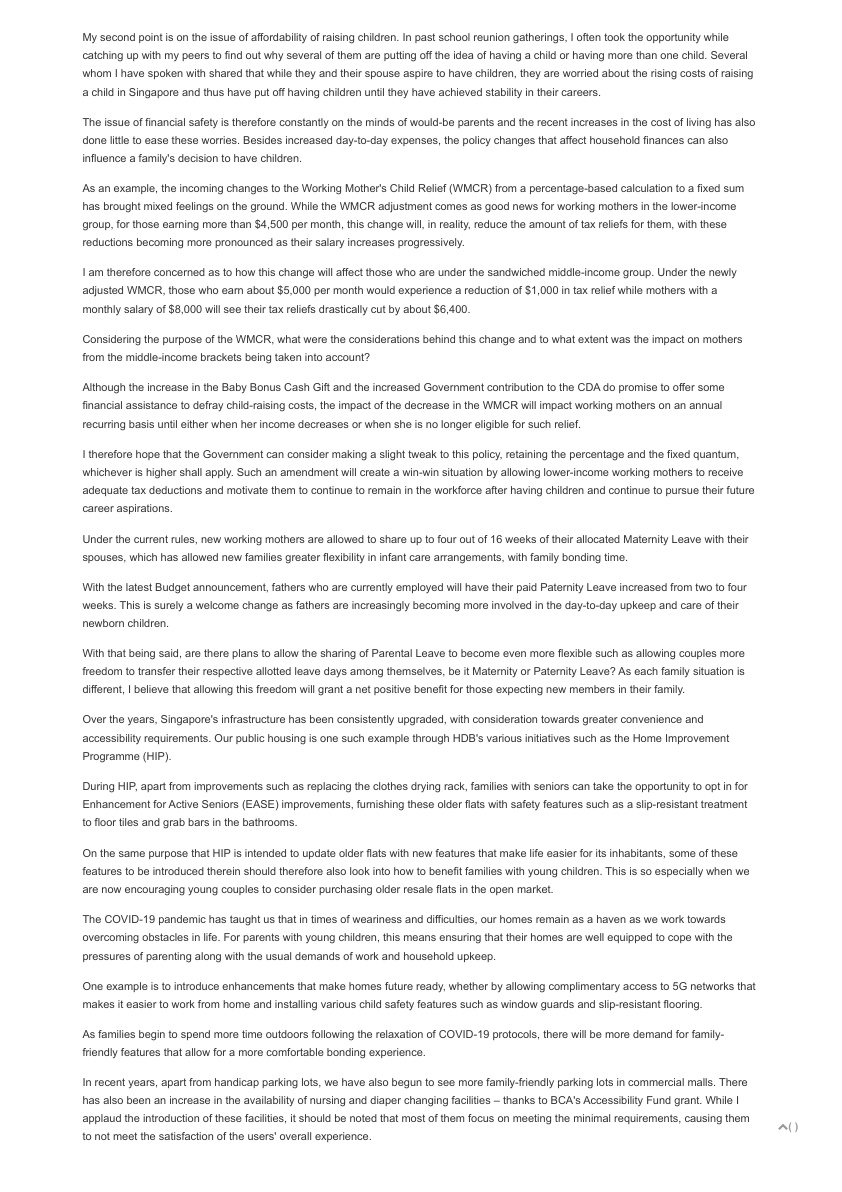 My second point is on the issue of affordability of raising children. In past school reunion gatherings, I often took the opportunity while
catching up with my peers to find out why several of them are putting off the idea of having a child or having more than one child. Several
whom I have spoken with shared that while they and their spouse aspire to have children, they are worried about the rising costs of raising
a child in Singapore and thus have put off having children until they have achieved stability in their careers.
The issue of financial safety is therefore constantly on the minds of would-be parents and the recent increases in the cost of living has also
done little to ease these worries. Besides increased day-to-day expenses, the policy changes that affect household finances can also
influence a family's decision to have children.
As an example, the incoming changes to the Working Mother's Child Relief (WMCR) from a percentage-based calculation to a fixed sum
has brought mixed feelings on the ground. While the WMCR adjustment comes as good news for working mothers in the lower-income
group, for those earning more than $4,500 per month, this change will, in reality, reduce the amount of tax reliefs for them, with these
reductions becoming more pronounced as their salary increases progressively.
I am therefore concerned as to how this change will affect those who are under the sandwiched middle-income group. Under the newly
adjusted WMCR, those who earn about $5,000 per month would experience a reduction of $1,000 in tax relief while mothers with a
monthly salary of $8,000 will see their tax reliefs drastically cut by about $6,400.
Considering the purpose of the WMCR, what were the considerations behind this change and to what extent was the impact on mothers
from the middle-income brackets being taken into account?
Although the increase in the Baby Bonus Cash Gift and the increased Government contribution to the CDA do promise to offer some
financial assistance to defray child-raising costs, the impact of the decrease in the WMCR will impact working mothers on an annual
recurring basis until either when her income decreases or when she is no longer eligible for such relief.
I therefore hope that the Government can consider making a slight tweak to this policy, retaining the percentage and the fixed quantum,
whichever is higher shall apply. Such an amendment will create a win-win situation by allowing lower-income working mothers to receive
adequate tax deductions and motivate them to continue to remain in the workforce after having children and continue to pursue their future
career aspirations.
Under the current rules, new working mothers are allowed to share up to four out of 16 weeks of their allocated Maternity Leave with their
spouses, which has allowed new families greater flexibility in infant care arrangements, with family bonding time.
With the latest Budget announcement, fathers who are currently employed will have their paid Paternity Leave increased from two to four
weeks. This is surely a welcome change as fathers are increasingly becoming more involved in the day-to-day upkeep and care of their
newborn children.
With that being said, are there plans to allow the sharing of Parental Leave to become even more flexible such as allowing couples more
freedom to transfer their respective allotted leave days among themselves, be it Maternity or Paternity Leave? As each family situation is
different, I believe that allowing this freedom will grant a net positive benefit for those expecting new members in their family.
Over the years, Singapore's infrastructure has been consistently upgraded, with consideration towards greater convenience and
accessibility requirements. Our public housing is one such example through HDB's various initiatives such as the Home Improvement
Programme (HIP).
During HIP, apart from improvements such as replacing the clothes drying rack, families with seniors can take the opportunity to opt in for
Enhancement for Active Seniors (EASE) improvements, furnishing these older flats with safety features such as a slip-resistant treatment
to floor tiles and grab bars in the bathrooms.
On the same purpose that HIP is intended to update older flats with new features that make life easier for its inhabitants, some of these
features to be introduced therein should therefore also look into how to benefit families with young children. This is so especially when we
are now encouraging young couples to consider purchasing older resale flats in the open market.
The COVID-19 pandemic has taught us that in times of weariness and difficulties, our homes remain as a haven as we work towards
overcoming obstacles in life. For parents with young children, this means ensuring that their homes are well equipped to cope with the
pressures of parenting along with the usual demands of work and household upkeep.
One example is to introduce enhancements that make homes future ready, whether by allowing complimentary access to 5G networks that
makes it easier to work from home and installing various child safety features such as window guards and slip-resistant flooring.
As families begin to spend more time outdoors following the relaxation of COVID-19 protocols, there will be more demand for family-
friendly features that allow for a more comfortable bonding experience.
In recent years, apart from handicap parking lots, we have also begun to see more family-friendly parking lots in commercial malls. There
has also been an increase in the availability of nursing and diaper changing facilities – thanks to BCA's Accessibility Fund grant. While I
applaud the introduction of these facilities, it should be noted that most of them focus on meeting the minimal requirements, causing them
to not meet the satisfaction of the users' overall experience.
( )